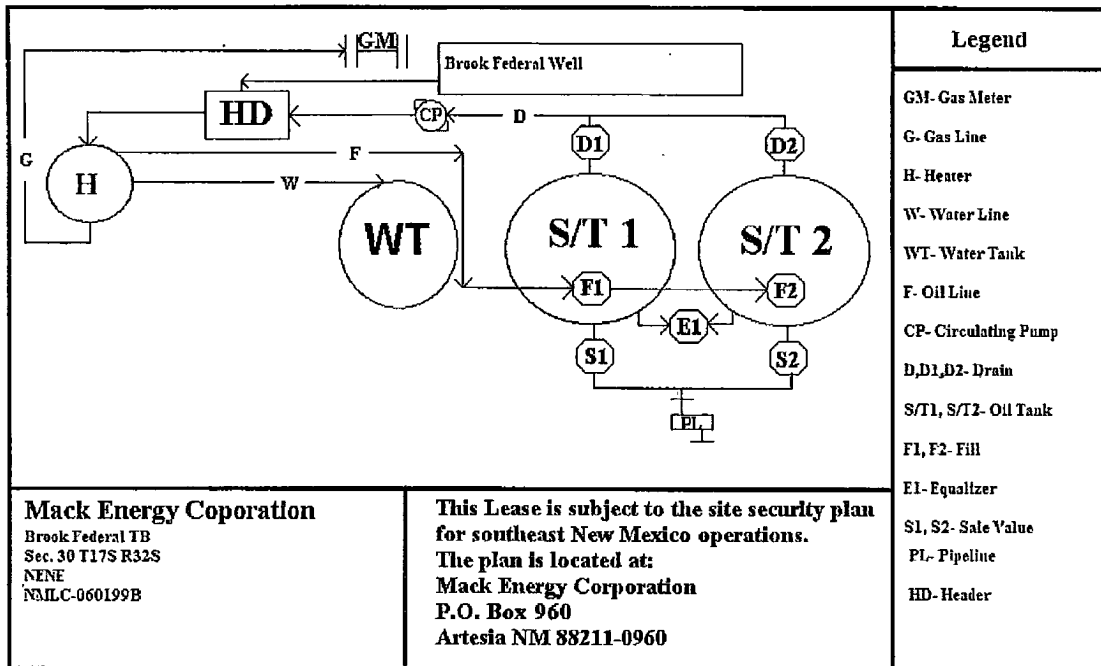 GM
Brook Federal Well
HD
CP
D
D1
D2
G
F
H
W
WT
S/T 1
S/T 2
F1
F2
E1
S1
S2
PL
Legend
GM- Gas Meter
G- Gas Line
H- Heater
W- Water Line
WT- Water Tank
F- Oil Line
CP- Circulating Pump
D,D1,D2- Drain
S/T1, S/T2- Oil Tank
F1, F2- Fill
E1- Equalizer
S1, S2- Sale Value
PL- Pipeline
HD- Header
Mack Energy Coporation
Brook Federal TB
Sec. 30 T17S R32S
NENE
NMLC-060199B
This Lease is subject to the site security plan
for southeast New Mexico operations.
The plan is located at:
Mack Energy Corporation
P.O. Box 960
Artesia NM 88211-0960